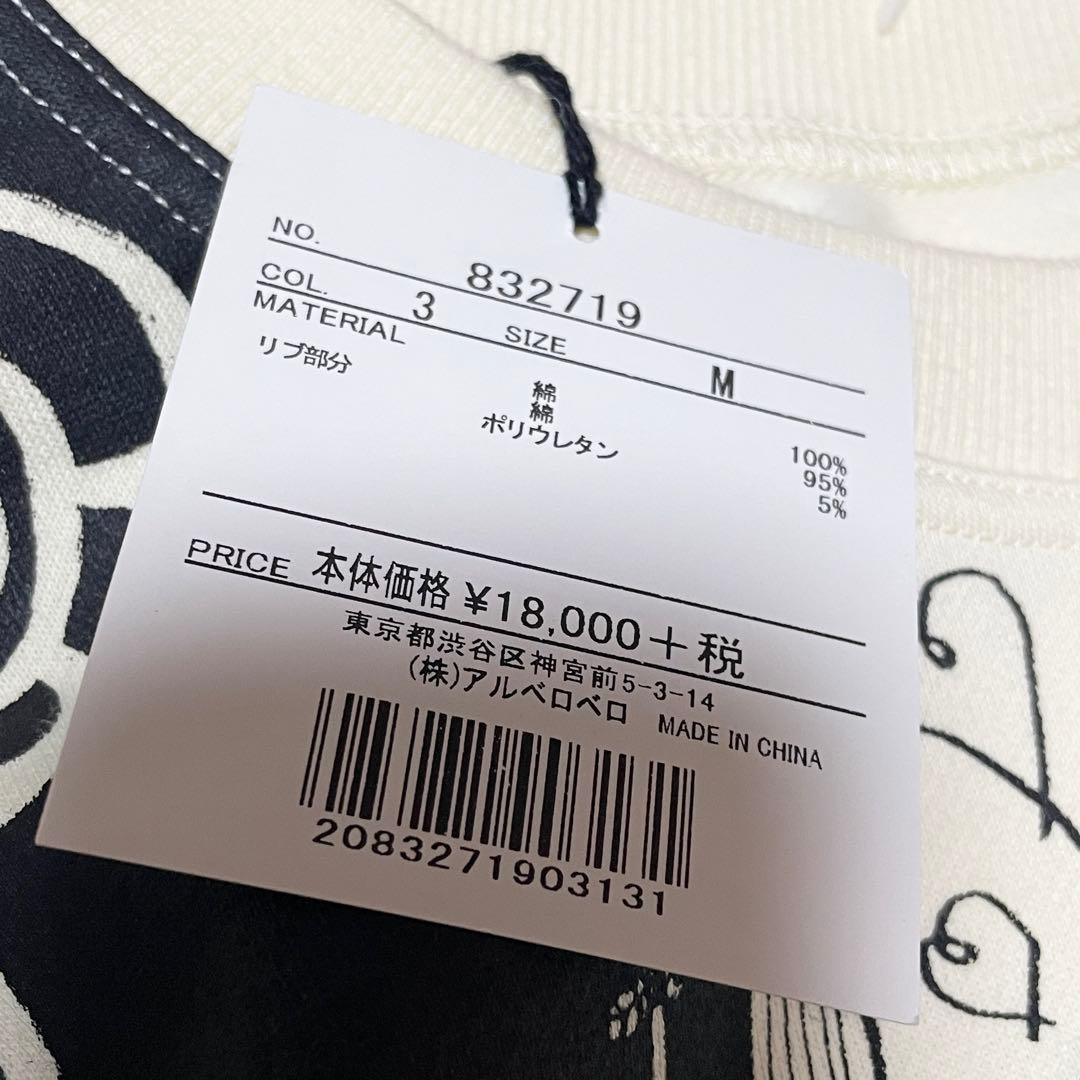 NO. 832719
COL. 3 SIZE M
MATERIAL
リブ部分 綿 100%
綿 95%
ポリウレタン 5%
PRICE 本体価格 ¥18,000+税
東京都渋谷区神宮前5-3-14
(株)アルベロベロ MADE IN CHINA
2083271903131